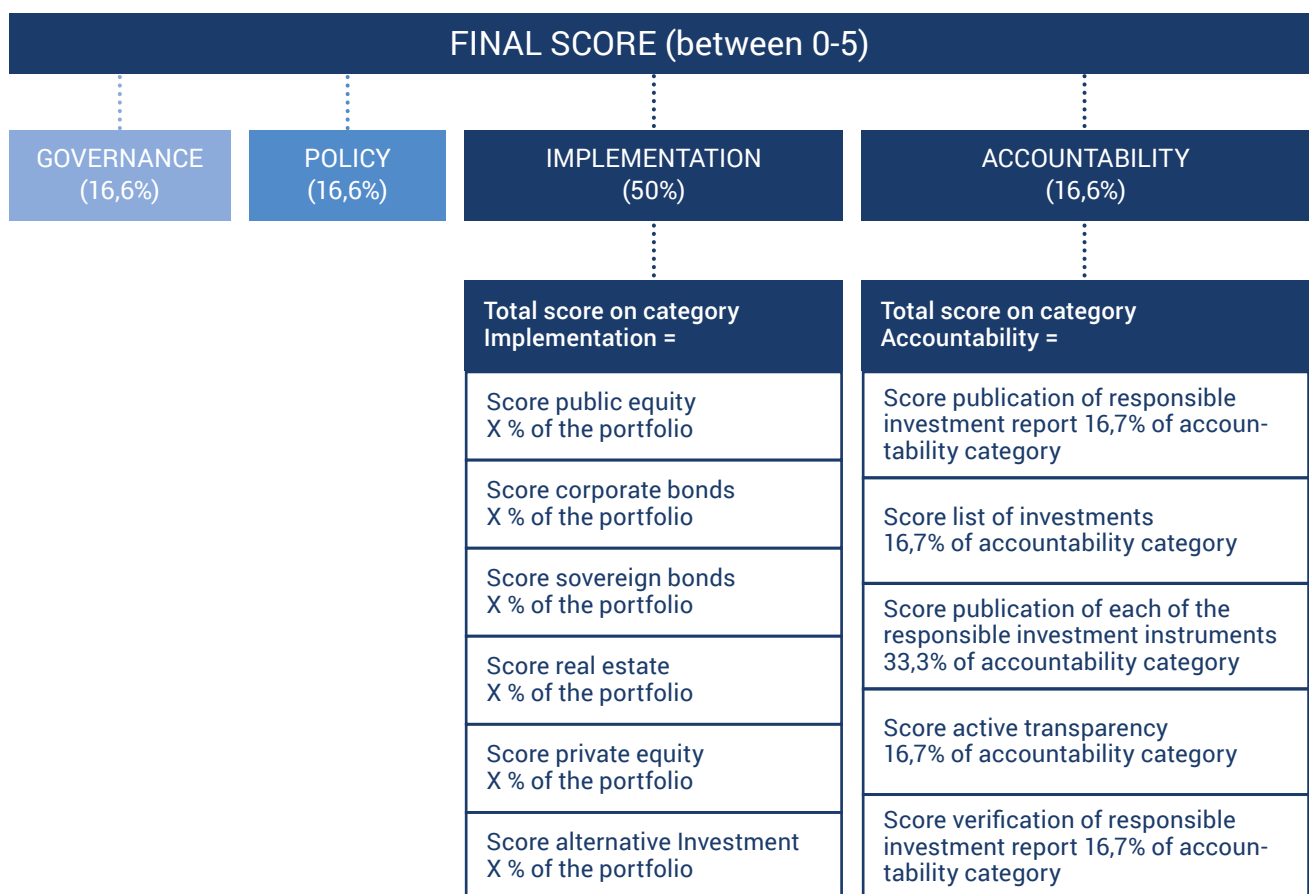 FINAL SCORE (between 0-5)
GOVERNANCE
(16,6%)
POLICY
(16,6%)
IMPLEMENTATION
(50%)
ACCOUNTABILITY
(16,6%)
Total score on category
Implementation =
Score public equity
X % of the portfolio
Score corporate bonds
X % of the portfolio
Score sovereign bonds
X % of the portfolio
Score real estate
X % of the portfolio
Score private equity
X % of the portfolio
Score alternative Investment
X % of the portfolio
Total score on category
Accountability =
Score publication of responsible
investment report 16,7% of accoun-
tability category
Score list of investments
16,7% of accountability category
Score publication of each of the
responsible investment instruments
33,3% of accountability category
Score active transparency
16,7% of accountability category
Score verification of responsible
investment report 16,7% of accoun-
tability category